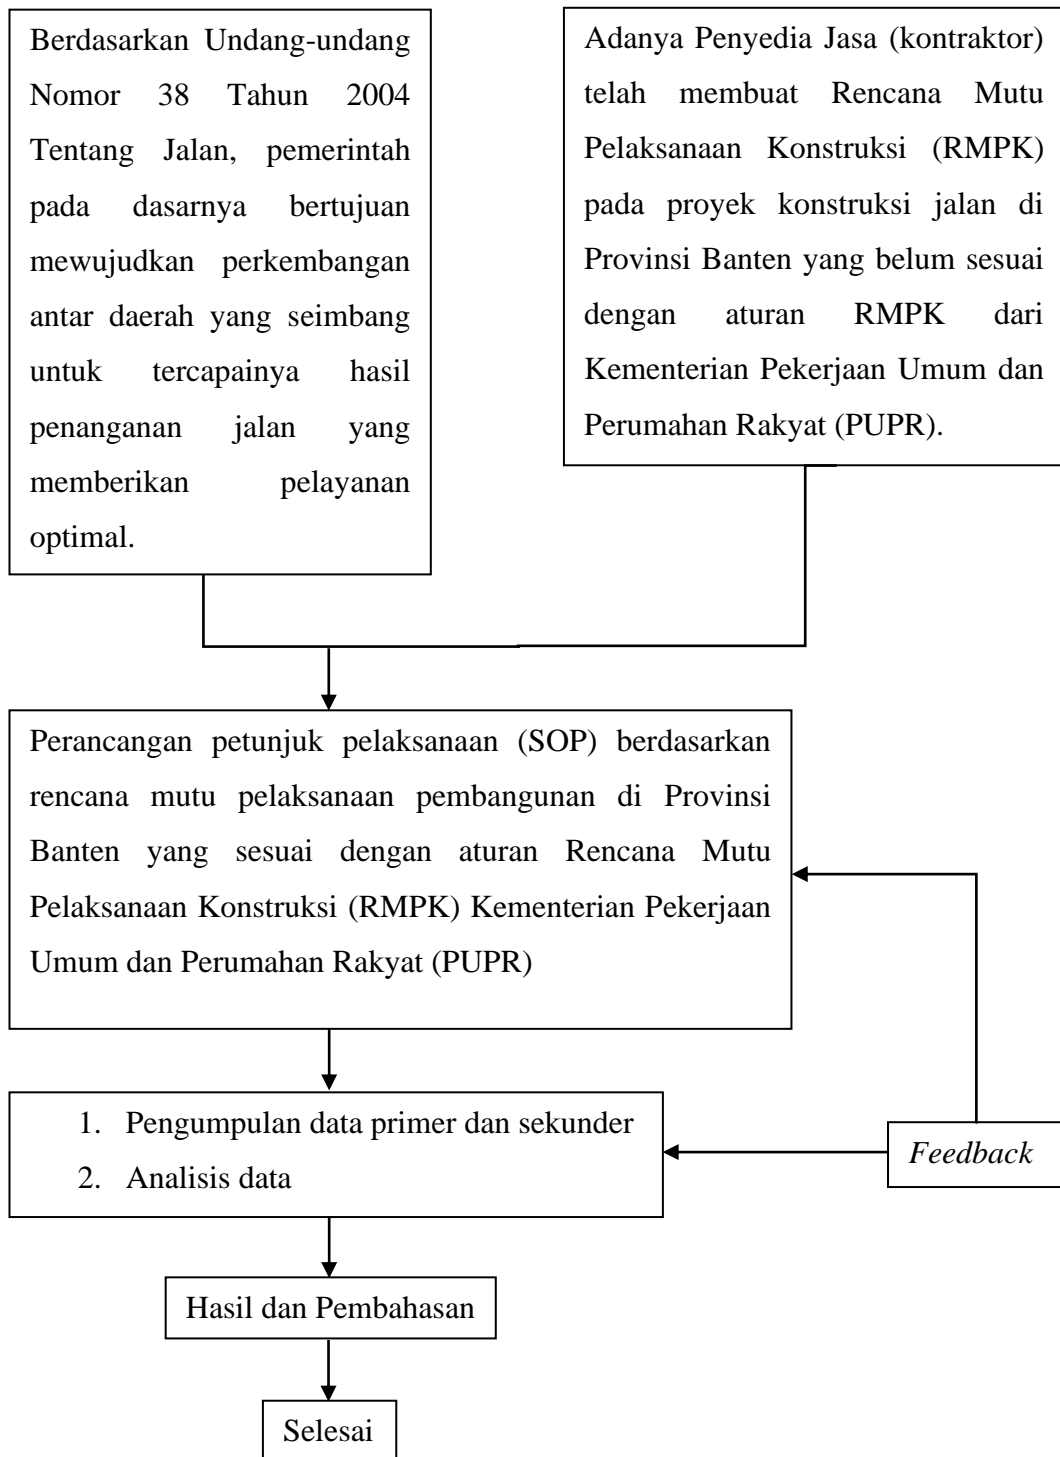 Berdasarkan Undang-undang
Nomor 38 Tahun 2004
Tentang Jalan, pemerintah
pada dasarnya bertujuan
mewujudkan perkembangan
antar daerah yang seimbang
untuk tercapainya hasil
penanganan jalan yang
memberikan pelayanan
optimal.
Adanya Penyedia Jasa (kontraktor)
telah membuat Rencana Mutu
Pelaksanaan Konstruksi (RMPK)
pada proyek konstruksi jalan di
Provinsi Banten yang belum sesuai
dengan aturan RMPK dari
Kementerian Pekerjaan Umum dan
Perumahan Rakyat (PUPR).
Perancangan petunjuk pelaksanaan (SOP) berdasarkan
rencana mutu pelaksanaan pembangunan di Provinsi
Banten yang sesuai dengan aturan Rencana Mutu
Pelaksanaan Konstruksi (RMPK) Kementerian Pekerjaan
Umum dan Perumahan Rakyat (PUPR)
1. Pengumpulan data primer dan sekunder
2. Analisis data
Feedback
Hasil dan Pembahasan
Selesai